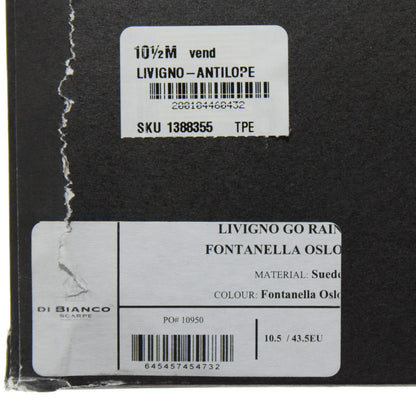 10½M vend
LIVIGNO-ANTILOPE
200104460432
SKU 1388355 TPE
LIVIGNO GO RAIN
FONTANELLA OSLO
MATERIAL: Suede
COLOUR: Fontanella Oslo
DI BIANCO
SCARPE
PO# 10950
645457454732
10.5 / 43.5EU